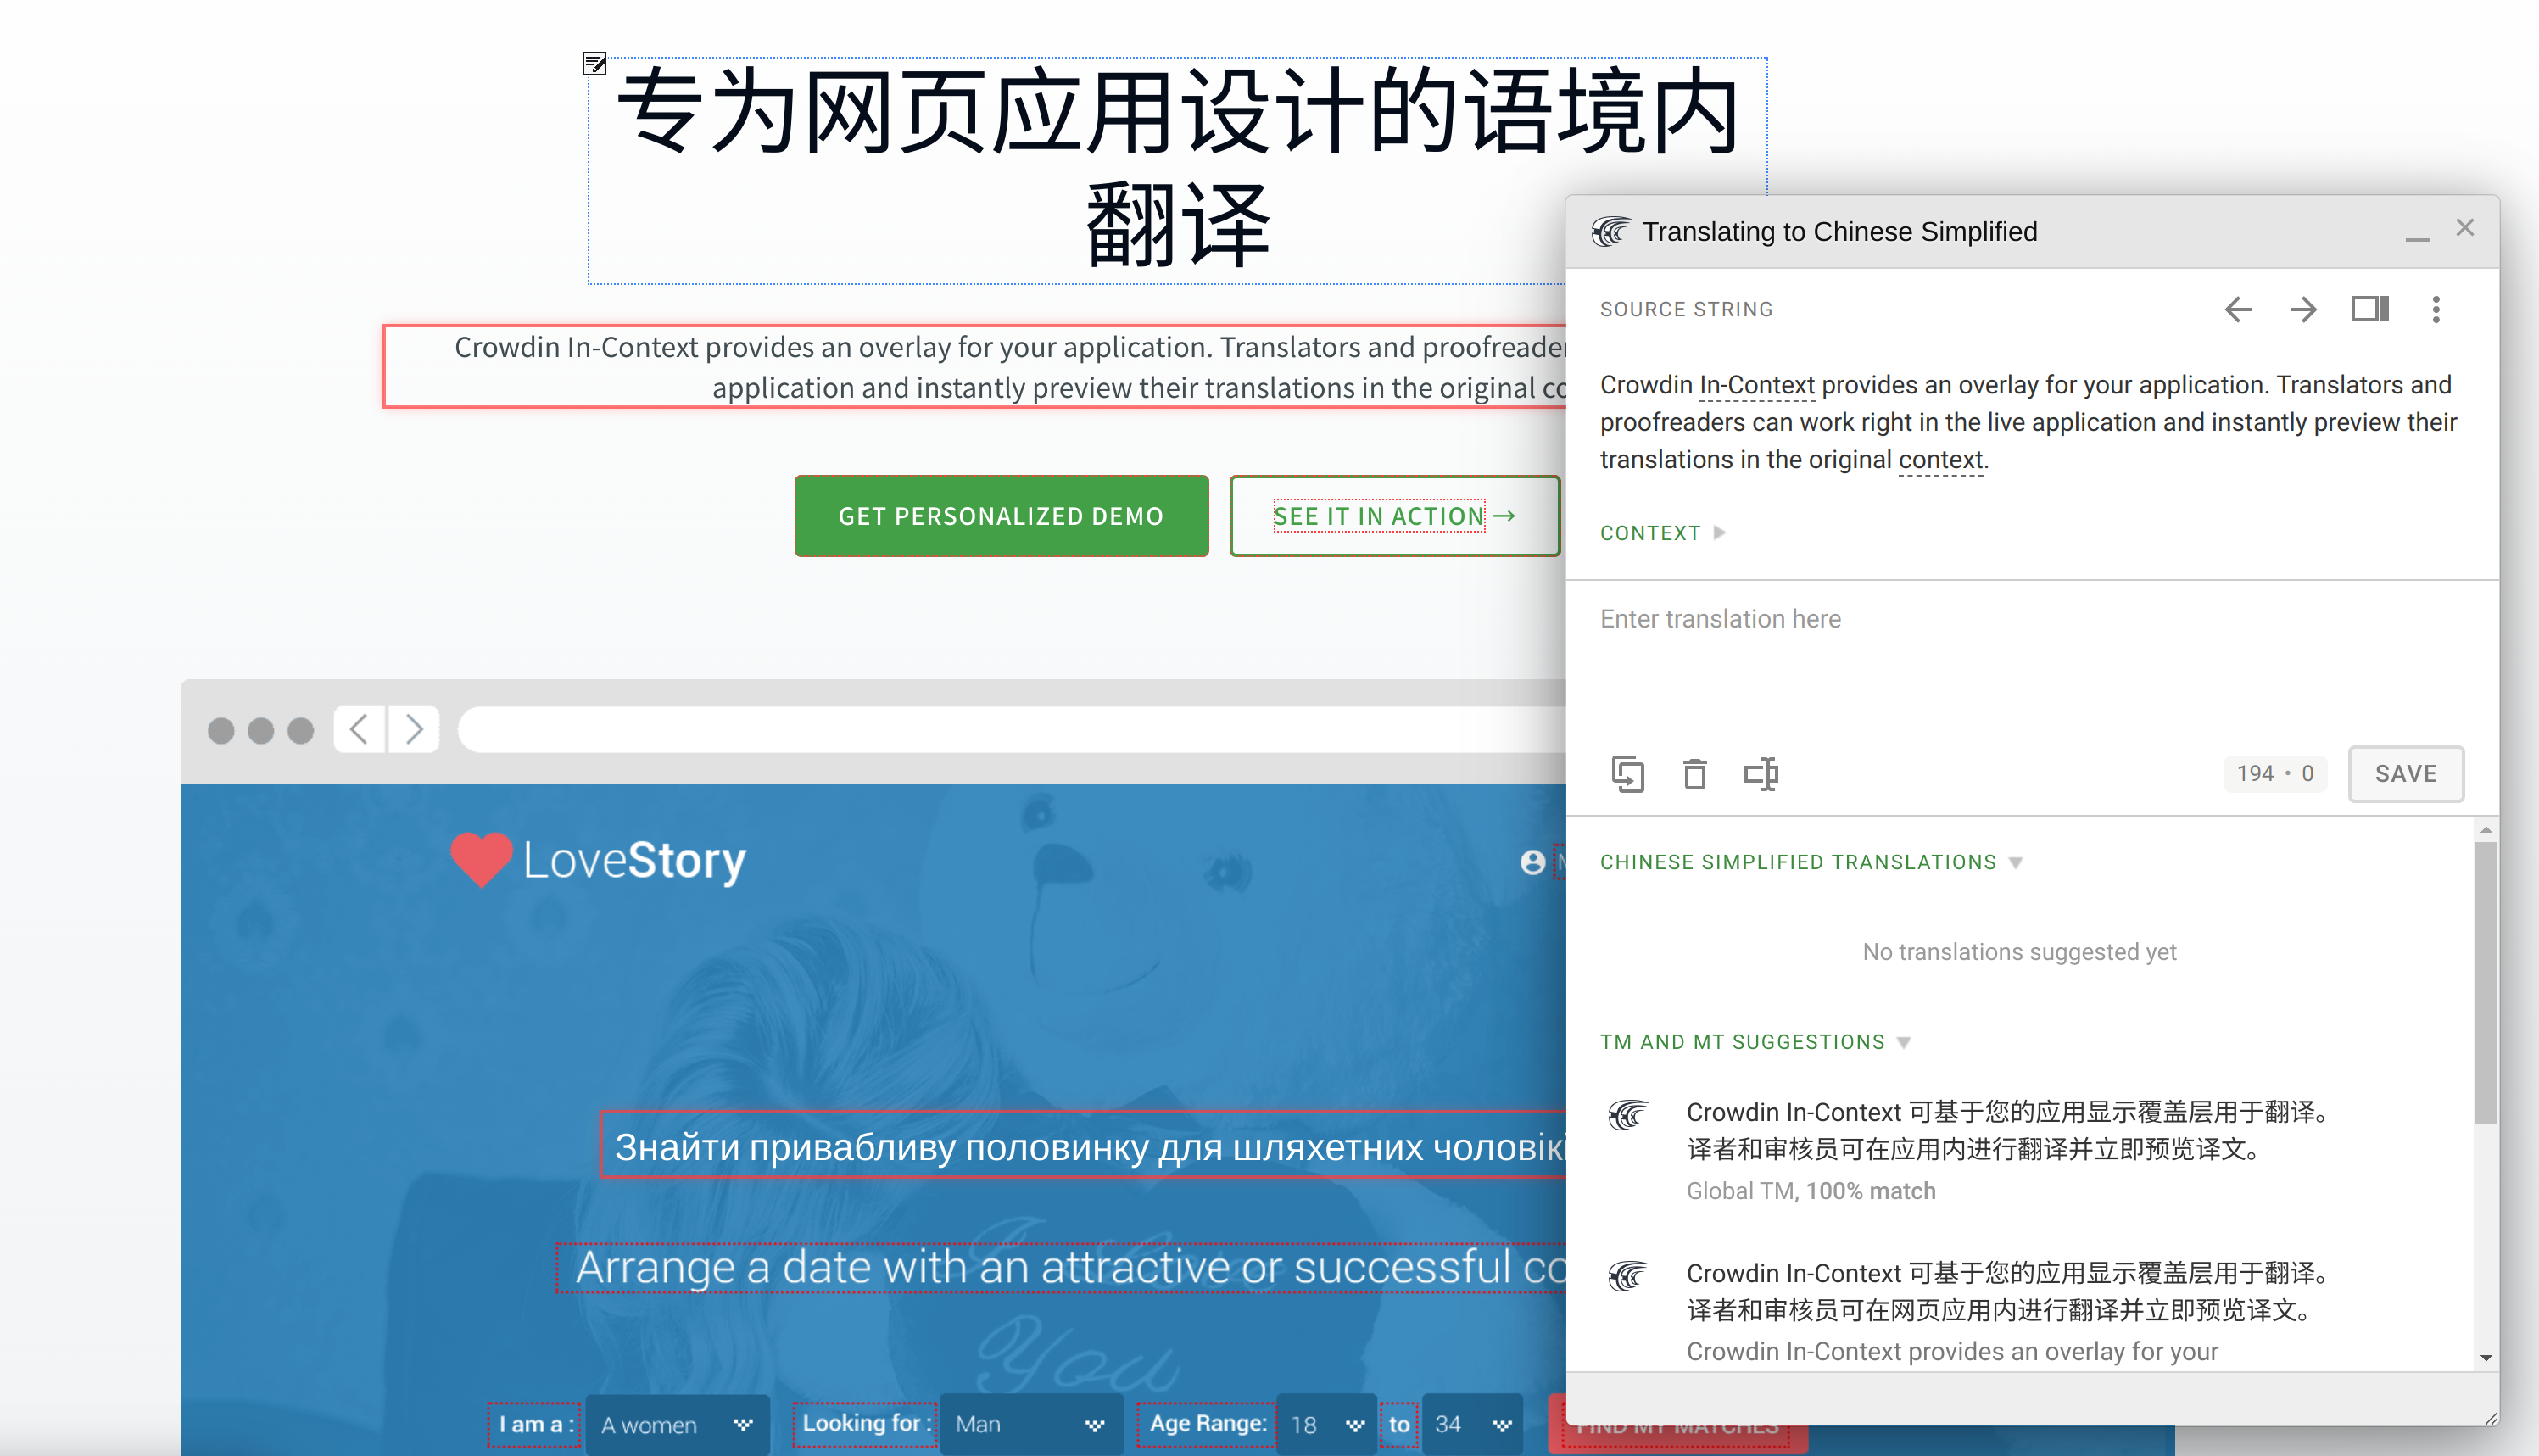 专为网页应用设计的语境内
翻译
Crowdin In-Context provides an overlay for your application. Translators and
application and instantly preview their translations in the original
GET PERSONALIZED DEMO
SEE IT IN ACTION →
LoveStory
Знайти привабливу половинку для шляхетних
Arrange a date with an attractive or successful
I Love
You
I am a :
A women
Looking for :
Man
Age Range:
18
to
34
FIND MY MATCHES
Translating to Chinese Simplified
SOURCE STRING
Crowdin In-Context provides an overlay for your application. Translators and
proofreaders can work right in the live application and instantly preview their
translations in the original context.
CONTEXT
Enter translation here
194 • 0
SAVE
CHINESE SIMPLIFIED TRANSLATIONS
No translations suggested yet
TM AND MT SUGGESTIONS
Crowdin In-Context 可基于您的应用显示覆盖层用于翻译。
译者和审核员可在应用内进行翻译并立即预览译文。
Global TM, 100% match
Crowdin In-Context 可基于您的应用显示覆盖层用于翻译。
译者和审核员可在网页应用内进行翻译并立即预览译文。
Crowdin In-Context provides an overlay for your